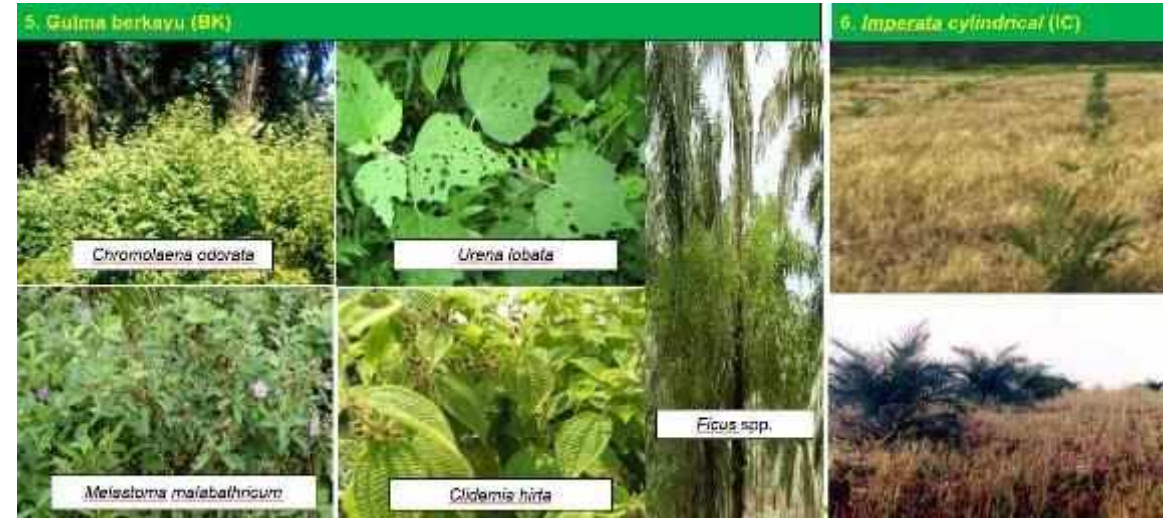 5. Gulma berkayu (BK)
6. Imperata cylindrical (IC)
Chromolaena odorata
Urena lobata
Ficus spp.
Melastoma malabathricum
Clidemia hirta